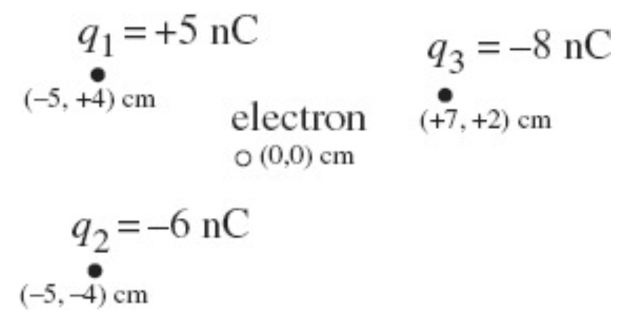 q₁ = +5 nC
(–5, +4) cm
q₃ = –8 nC
(+7, +2) cm
electron
(0,0) cm
q₂ = –6 nC
(–5, –4) cm